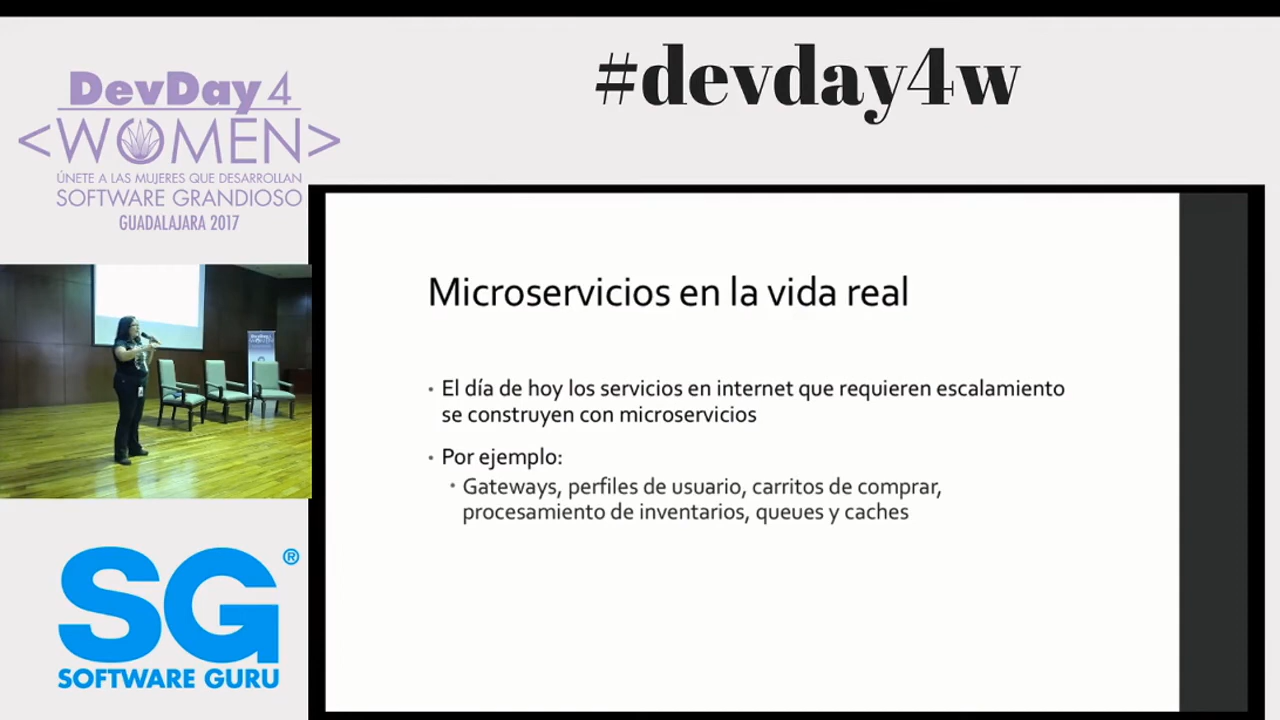 #devday4w
DevDay 4
<WOMEN>
ÚNETE A LAS MUJERES QUE DESARROLLAN
SOFTWARE GRANDIOSO
GUADALAJARA 2017
Microservicios en la vida real
• El día de hoy los servicios en internet que requieren escalamiento
se construyen con microservicios
• Por ejemplo:
• Gateways, perfiles de usuario, carritos de comprar,
procesamiento de inventarios, queues y caches
DevDay4
SG®
SOFTWARE GURU